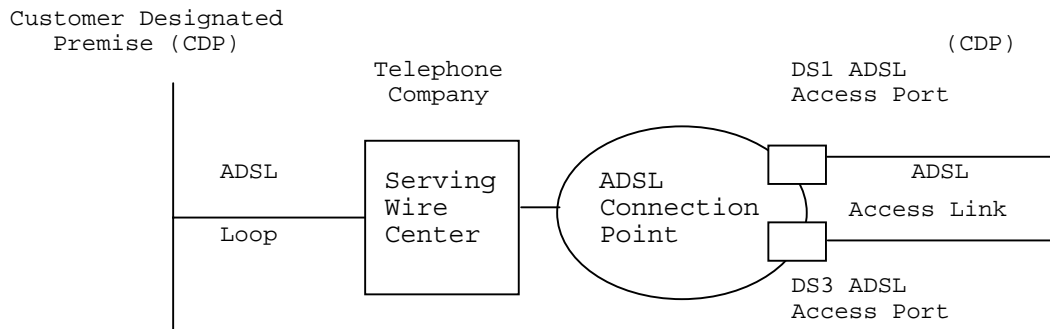 Customer Designated
Premise (CDP)
(CDP)
Telephone
Company
DS1 ADSL
Access Port
ADSL
Loop
Serving
Wire
Center
ADSL
Connection
Point
ADSL
Access Link
DS3 ADSL
Access Port